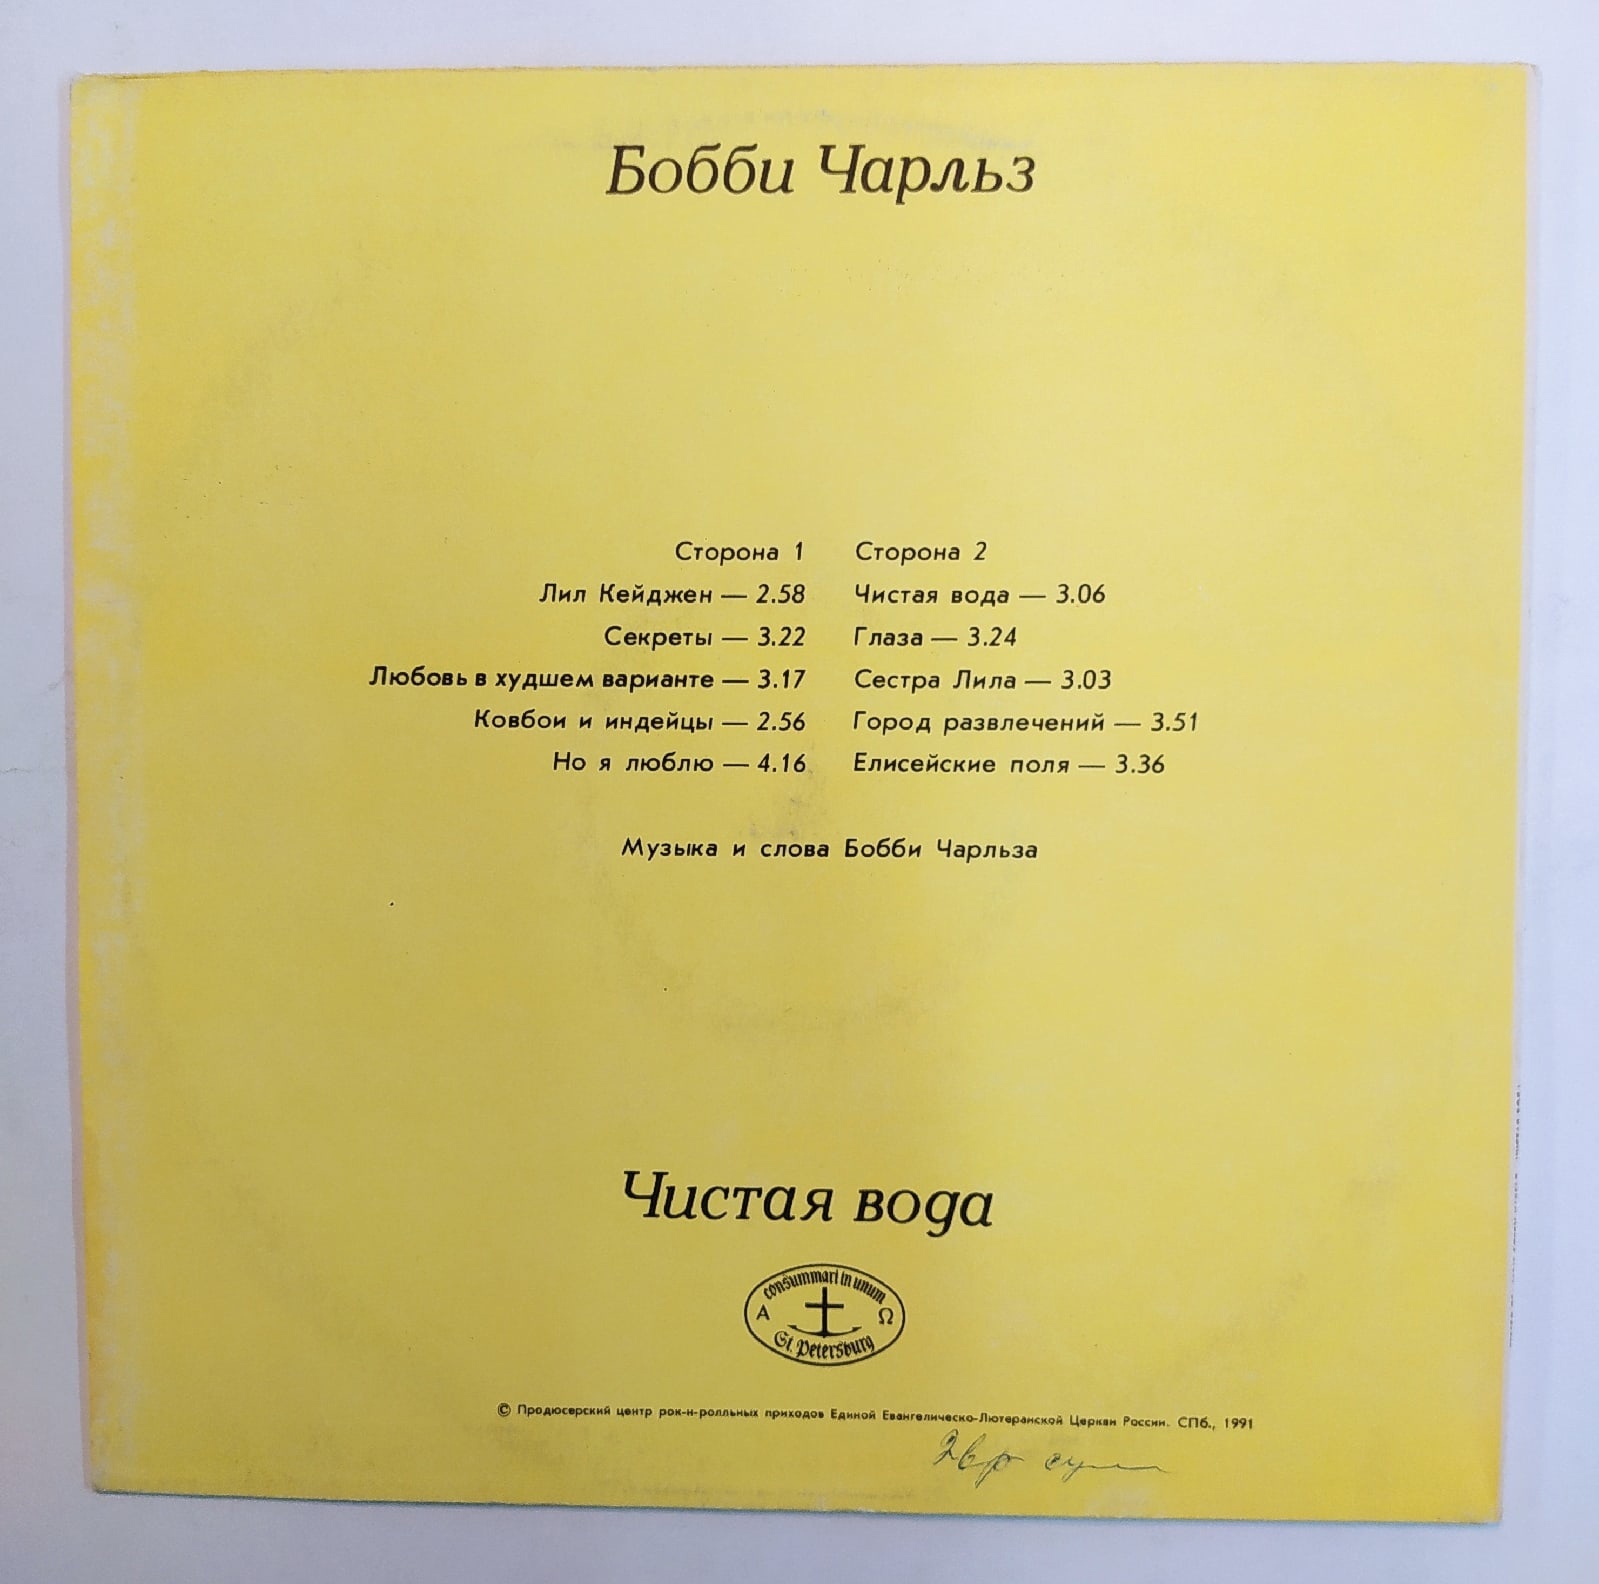 Бобби Чарльз
Сторона 1
Лил Кейджен — 2.58
Секреты — 3.22
Любовь в худшем варианте — 3.17
Ковбои и индейцы — 2.56
Но я люблю — 4.16
Сторона 2
Чистая вода — 3.06
Глаза — 3.24
Сестра Лила — 3.03
Город развлечений — 3.51
Елисейские поля — 3.36
Музыка и слова Бобби Чарльза
Чистая вода
consummari in unum
Α Ω
St. Petersburg
© Продюсерский центр рок-н-ролльных приходов Единой Евангелическо-Лютеранской Церкви России. СПб., 1991